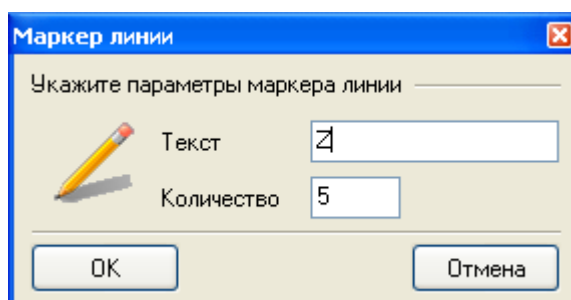 Маркер линии
Укажите параметры маркера линии
Текст Z
Количество 5
OK Отмена